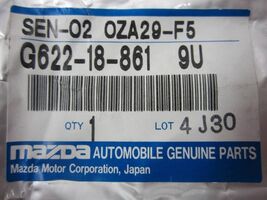 SEN-O2 OZA29-F5
G622-18-861 9U
QTY 1 LOT 4 J30
mazda AUTOMOBILE GENUINE PARTS
Mazda Motor Corporation, Japan